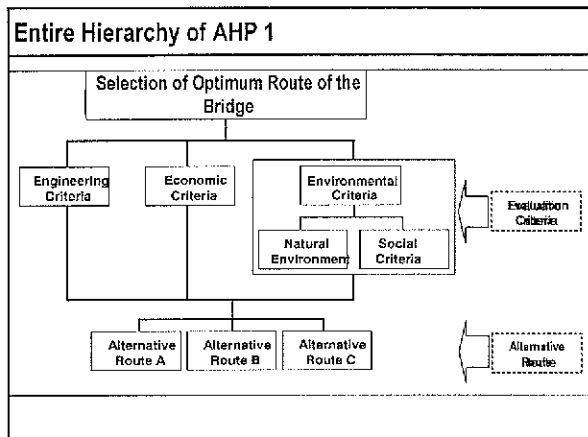 Entire Hierarchy of AHP 1
Selection of Optimum Route of the
Bridge
Engineering
Criteria
Economic
Criteria
Environmental
Criteria
Natural
Environment
Social
Criteria
Evaluation
Criteria
Alternative
Route A
Alternative
Route B
Alternative
Route C
Alternative
Route